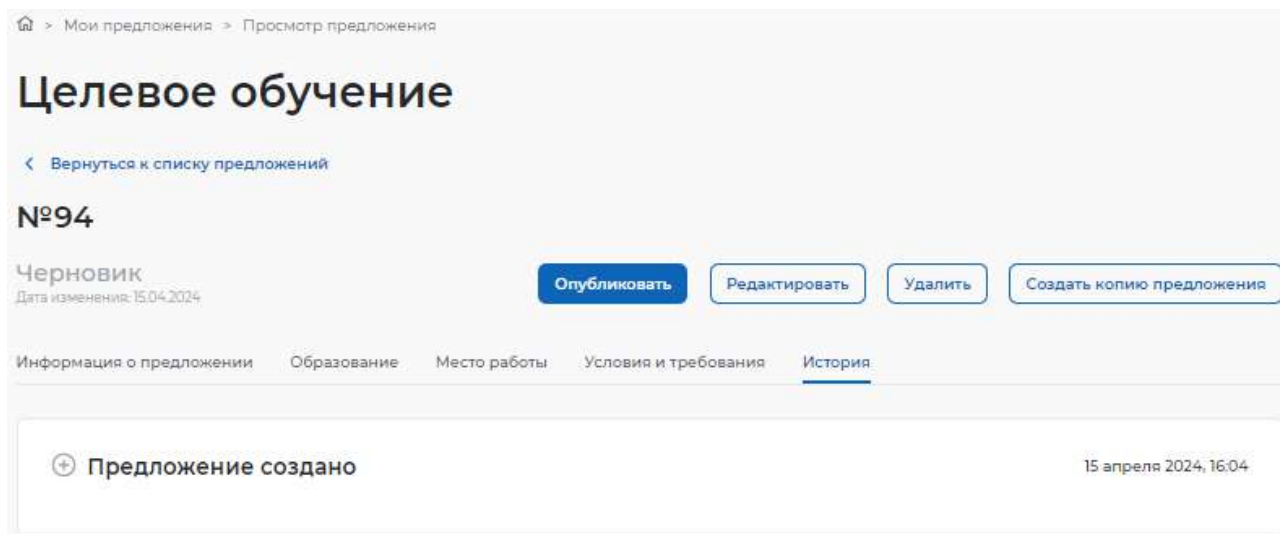 > Мои предложения > Просмотр предложения
Целевое обучение
< Вернуться к списку предложений
№94
Черновик
Дата изменения: 15.04.2024
Опубликовать Редактировать Удалить Создать копию предложения
Информация о предложении Образование Место работы Условия и требования История
Предложение создано 15 апреля 2024, 16:04